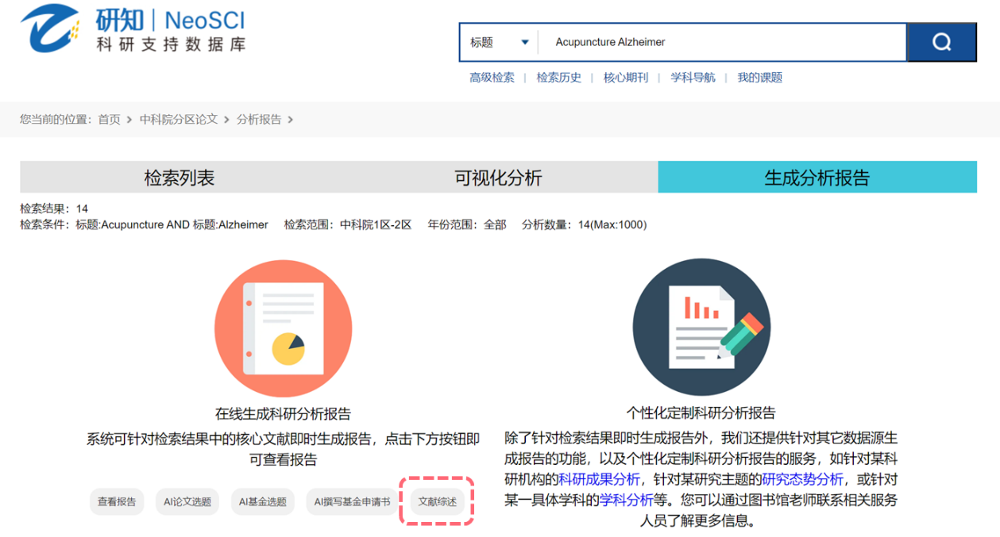 研知 | NeoSCI
科研支持数据库
标题 Acupuncture Alzheimer
高级检索 | 检索历史 | 核心期刊 | 学科导航 | 我的课题
您当前的位置：首页 > 中科院分区论文 > 分析报告 >
检索列表 可视化分析 生成分析报告
检索结果：14
检索条件：标题:Acupuncture AND 标题:Alzheimer 检索范围：中科院1区-2区 年份范围：全部 分析数量：14(Max:1000)
在线生成科研分析报告
系统可针对检索结果中的核心文献即时生成报告，点击下方按钮即
可查看报告
查看报告 AI论文选题 AI基金选题 AI撰写基金申请书 文献综述
个性化定制科研分析报告
除了针对检索结果即时生成报告外，我们还提供针对其它数据源生
成报告的功能，以及个性化定制科研分析报告的服务，如针对某科
研机构的科研成果分析，针对某研究主题的研究态势分析，或针对
某一具体学科的学科分析等。您可以通过图书馆老师联系相关服务
人员了解更多信息。